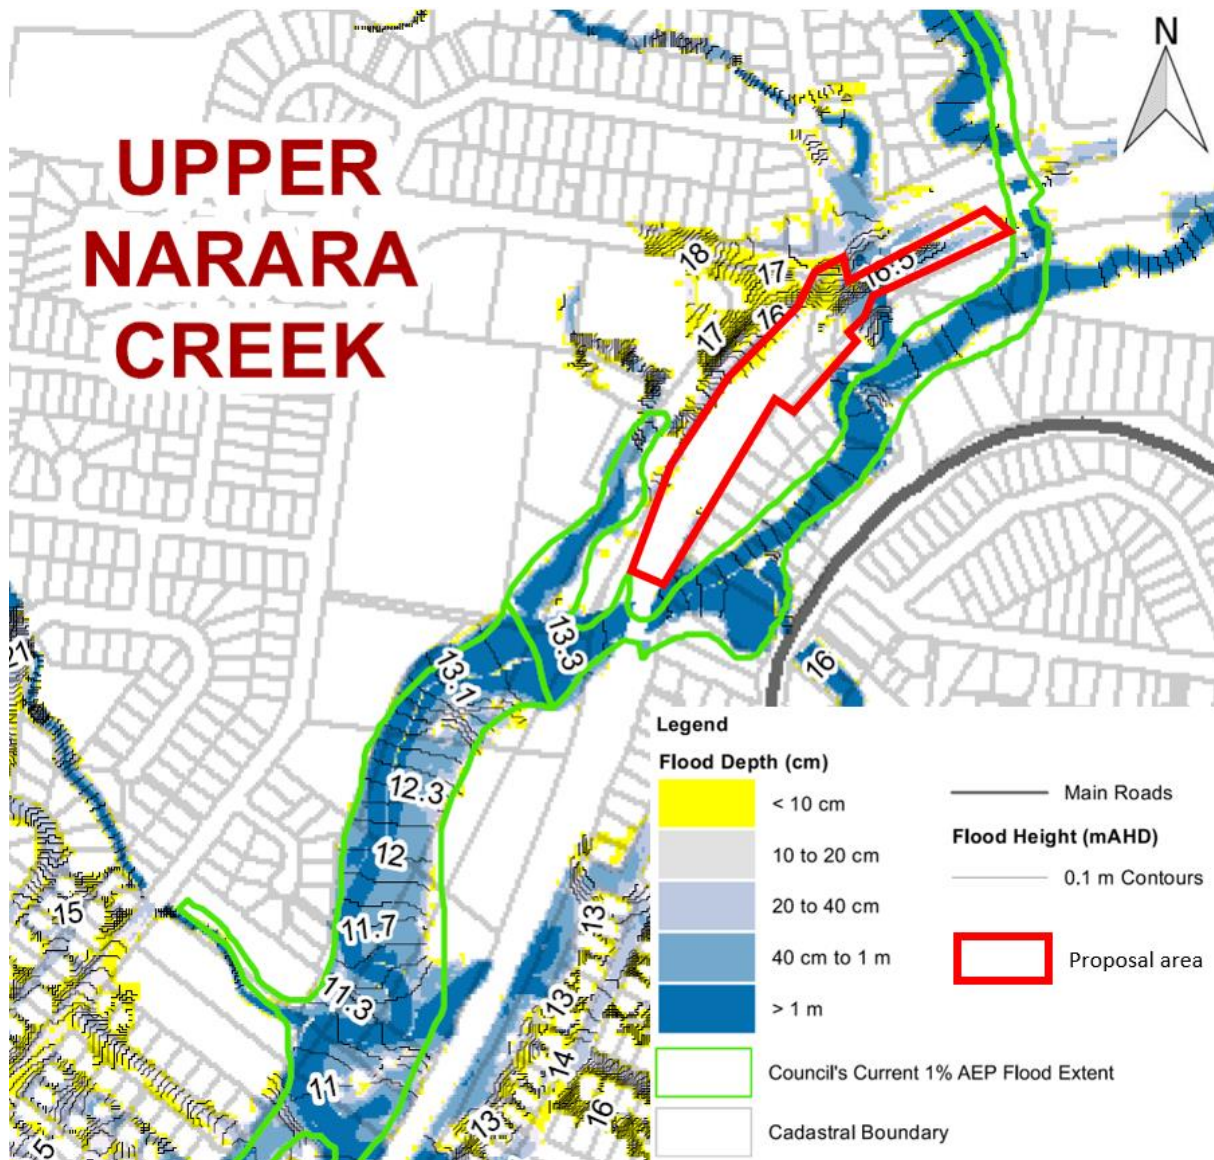 N
UPPER
NARARA
CREEK
18
17
16.5
17
16
13.3
13.1
16
12.3
12
11.7
11.3
11
15
13
13
14
16
13
Legend
Flood Depth (cm)
< 10 cm
10 to 20 cm
20 to 40 cm
40 cm to 1 m
> 1 m
Council's Current 1% AEP Flood Extent
Cadastral Boundary
Main Roads
Flood Height (mAHD)
0.1 m Contours
Proposal area